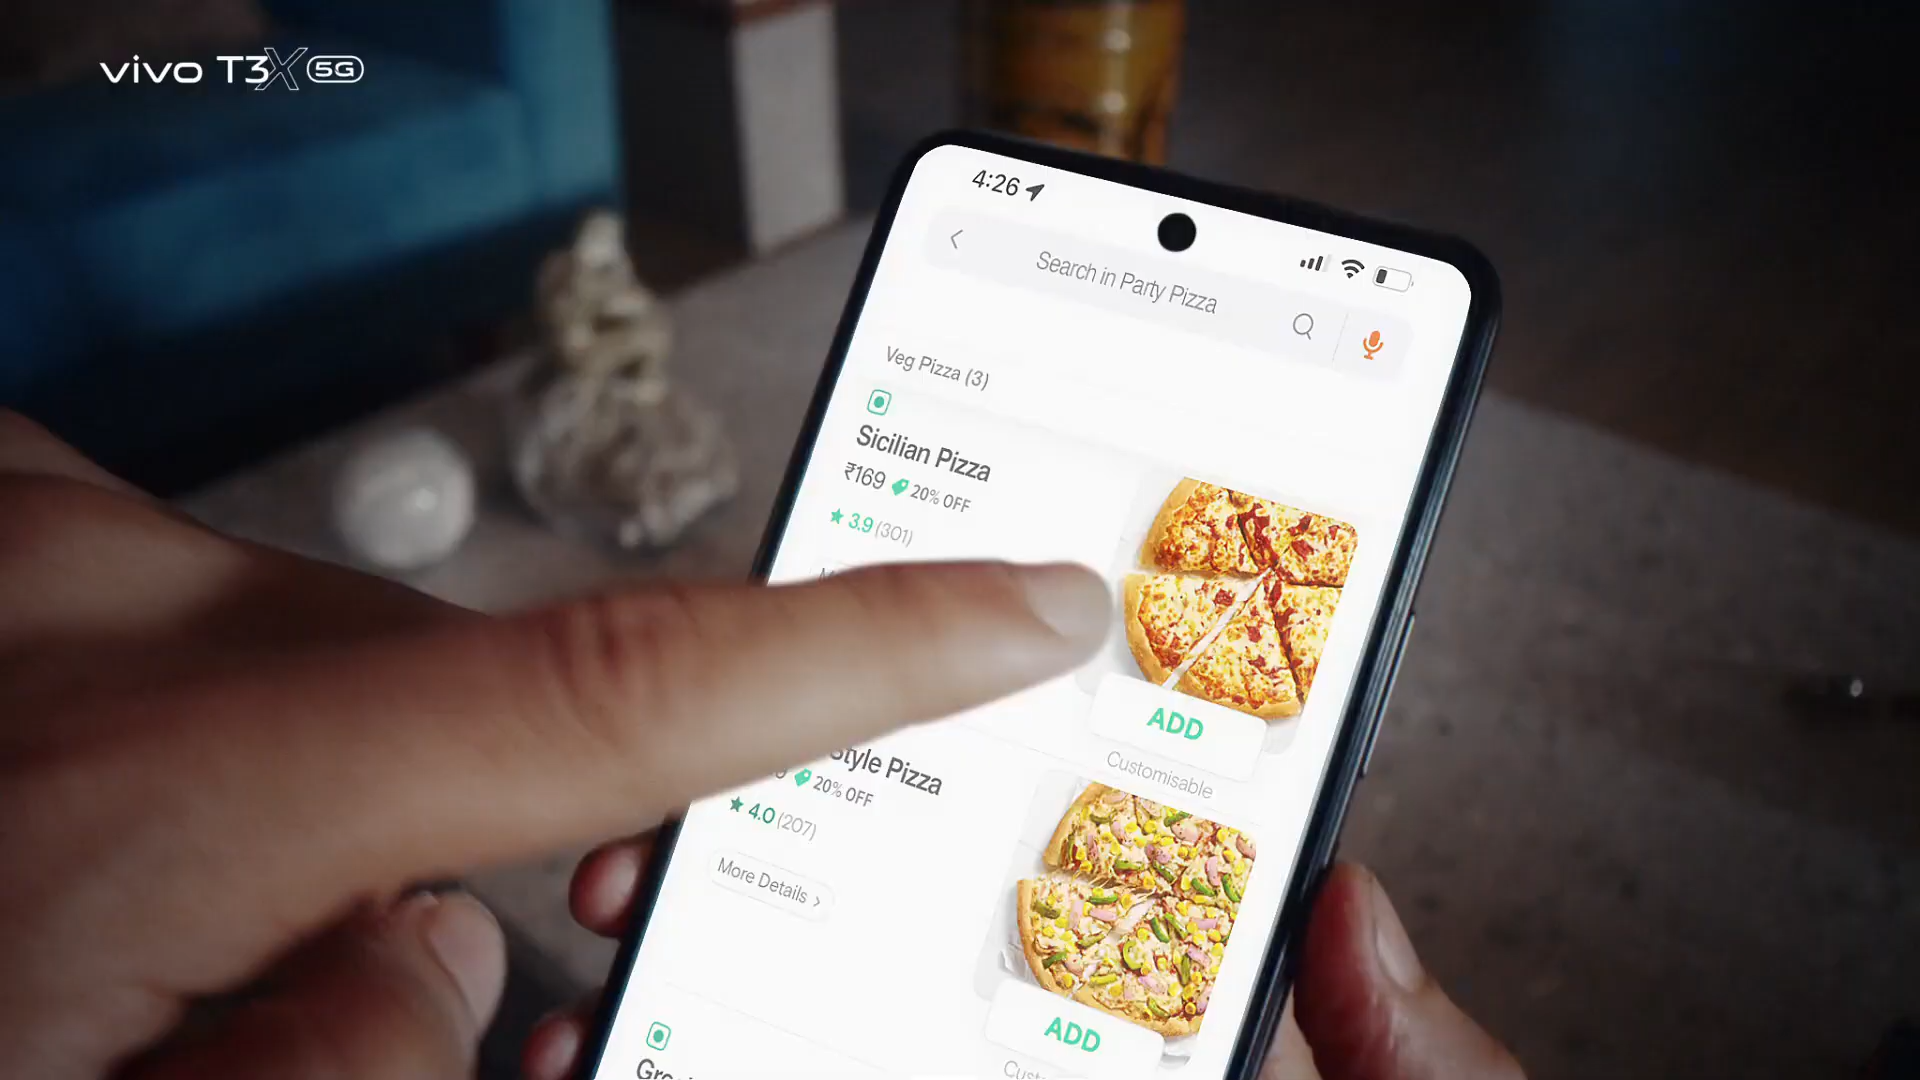 vivo T3X 5G
4:26
Search in Party Pizza
Veg Pizza (3)
Sicilian Pizza
₹169 20% OFF
3.9 (301)
ADD
Customisable
Style Pizza
20% OFF
4.0 (207)
More Details >
ADD